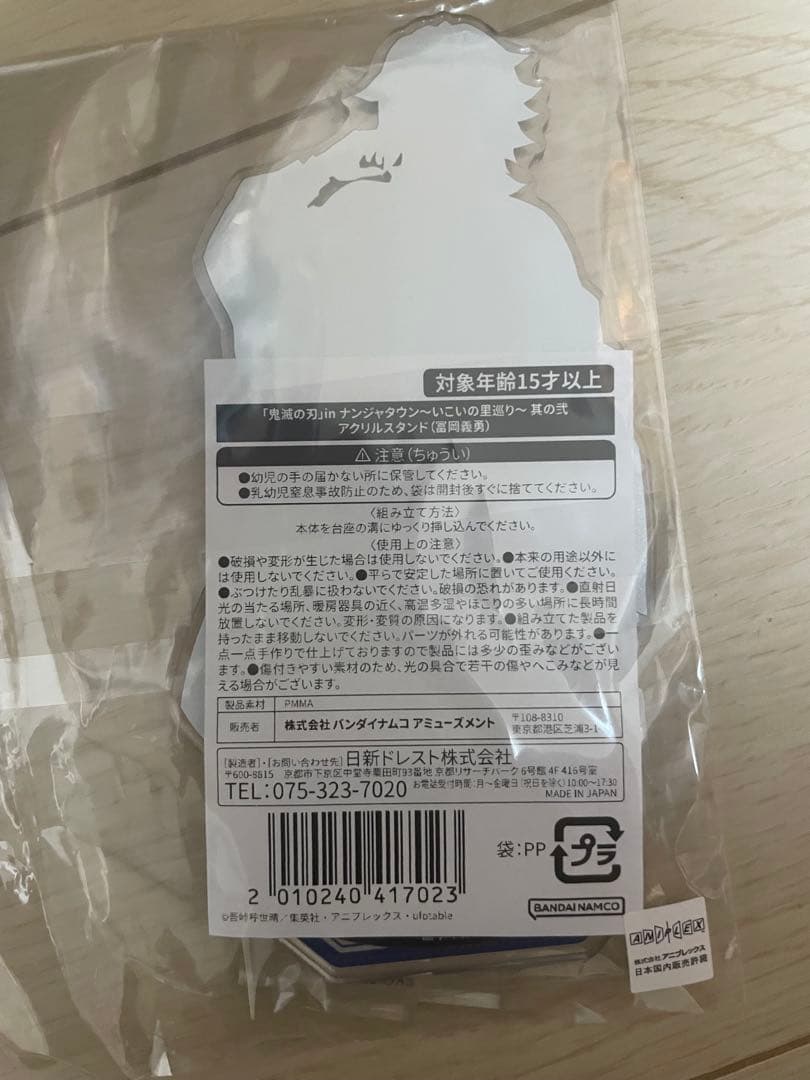 対象年齢15才以上
「鬼滅の刃」in ナンジャタウン～いこいの里巡り～ 其の弐
アクリルスタンド(冨岡義勇)
⚠ 注意(ちゅうい)
●幼児の手の届かない所に保管してください。
●乳幼児窒息事故防止のため、袋は開封後すぐに捨ててください。
〈組み立て方法〉
本体を台座の溝にゆっくり挿し込んでください。
〈使用上の注意〉
●破損や変形が生じた場合は使用しないでください。●本来の用途以外に
は使用しないでください。●平らで安定した場所に置いてご使用ください。
●ぶつけたり乱暴に扱わないでください。破損の恐れがあります。●直射日
光の当たる場所、暖房器具の近く、高温多湿やほこりの多い場所に長時間
放置しないでください。変形・変質の原因になります。●組み立てた製品を
持ったまま移動しないでください。パーツが外れる可能性があります。●一
点一点手作りで仕上げておりますので製品には多少の歪みなどがござい
ます。●傷付きやすい素材のため、光の具合で若干の傷やへこみなどが見
える場合がございます。
製品素材 PMMA
販売者 株式会社 バンダイナムコ アミューズメント 〒108-8310
東京都港区芝浦3-1
[製造者]・[お問い合わせ先] 日新ドレスト株式会社
〒600-8815 京都市下京区中堂寺粟田町93番地 京都リサーチパーク 6号館 4F 416号室
TEL:075-323-7020 お電話受付時間:月～金曜日(祝日を除く)10:00～17:30
MADE IN JAPAN
袋:PP プラ
2 010240 417023
BANDAI NAMCO
©吾峠呼世晴／集英社・アニプレックス・ufotable
ANIPLEX
株式会社アニプレックス
日本国内販売許諾